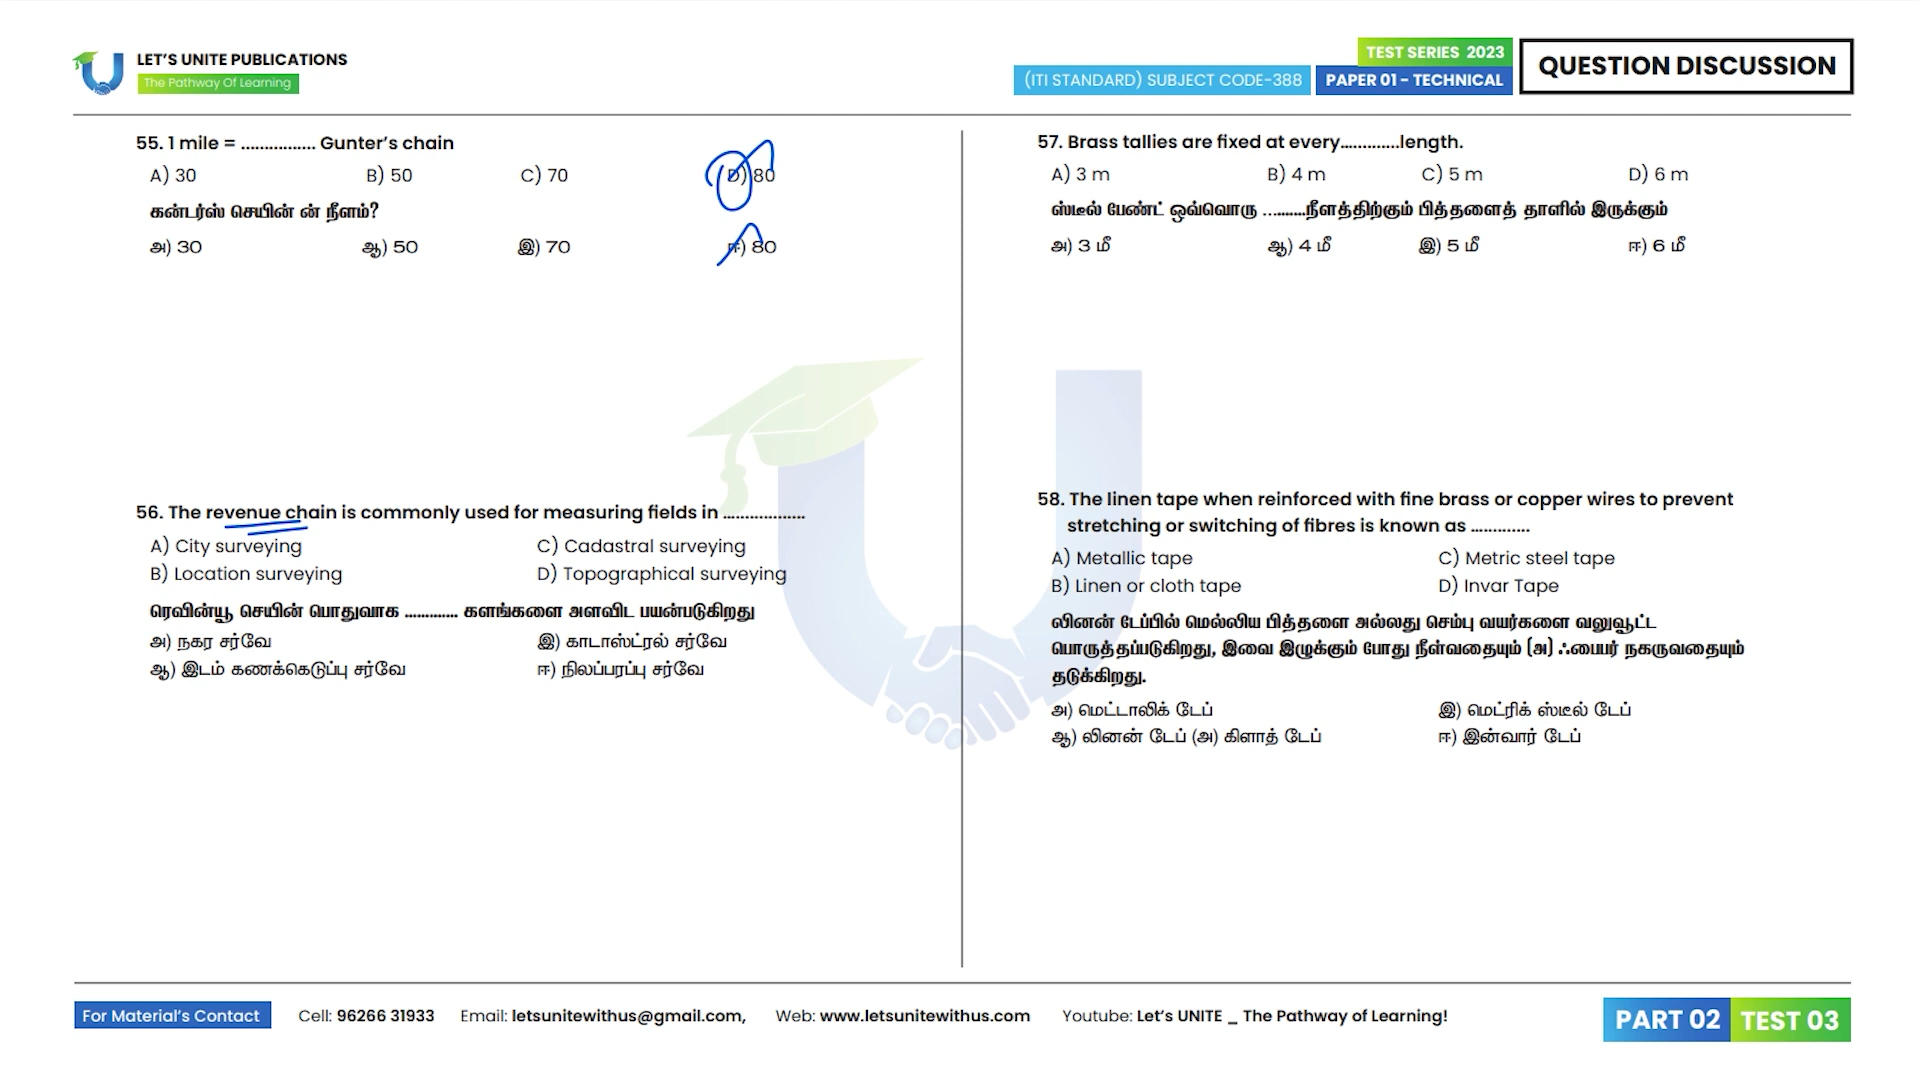 LET'S UNITE PUBLICATIONS
The Pathway Of Learning
TEST SERIES 2023
(ITI STANDARD) SUBJECT CODE-388
PAPER 01 - TECHNICAL
QUESTION DISCUSSION
55. 1 mile = ............... Gunter's chain
A) 30 B) 50 C) 70 D) 80
கன்டர்ஸ் செயின் ன் நீளம்?
அ) 30 ஆ) 50 இ) 70 ஈ) 80
56. The revenue chain is commonly used for measuring fields in ..................
A) City surveying C) Cadastral surveying
B) Location surveying D) Topographical surveying
ரெவின்யூ செயின் பொதுவாக ............. களங்களை அளவிட பயன்படுகிறது
அ) நகர சர்வே இ) காடாஸ்ட்ரல் சர்வே
ஆ) இடம் கணக்கெடுப்பு சர்வே ஈ) நிலப்பரப்பு சர்வே
57. Brass tallies are fixed at every.............length.
A) 3 m B) 4 m C) 5 m D) 6 m
ஸ்டீல் பேண்ட் ஒவ்வொரு ...........நீளத்திற்கும் பித்தளைத் தாளில் இருக்கும்
அ) 3 மீ ஆ) 4 மீ இ) 5 மீ ஈ) 6 மீ
58. The linen tape when reinforced with fine brass or copper wires to prevent
stretching or switching of fibres is known as .............
A) Metallic tape C) Metric steel tape
B) Linen or cloth tape D) Invar Tape
லினன் டேப்பில் மெல்லிய பித்தளை அல்லது செம்பு வயர்களை வலுவூட்ட
பொருத்தப்படுகிறது, இவை இழுக்கும் போது நீள்வதையும் (அ) ஃபைபர் நகருவதையும்
தடுக்கிறது.
அ) மெட்டாலிக் டேப் இ) மெட்ரிக் ஸ்டீல் டேப்
ஆ) லினன் டேப் (அ) கிளாத் டேப் ஈ) இன்வார் டேப்
For Material's Contact Cell: 96266 31933 Email: letsunitewithus@gmail.com, Web: www.letsunitewithus.com Youtube: Let's UNITE _ The Pathway of Learning!
PART 02 TEST 03